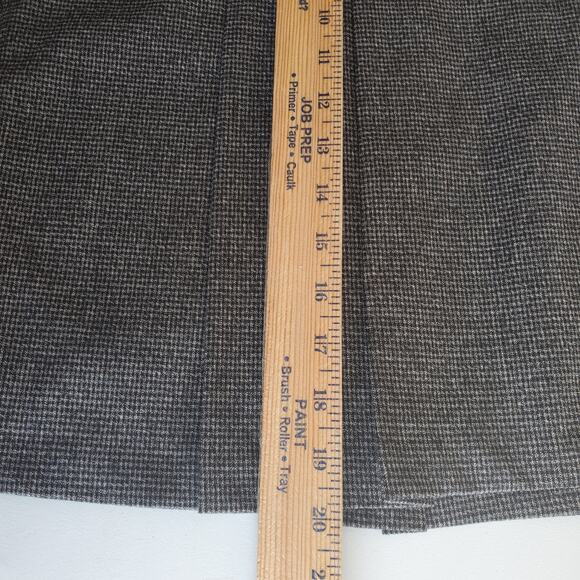 d?
10
11
12
13
14
15
16
17
18
19
20
2
JOB PREP
• Primer • Tape • Caulk
PAINT
• Brush • Roller • Tray